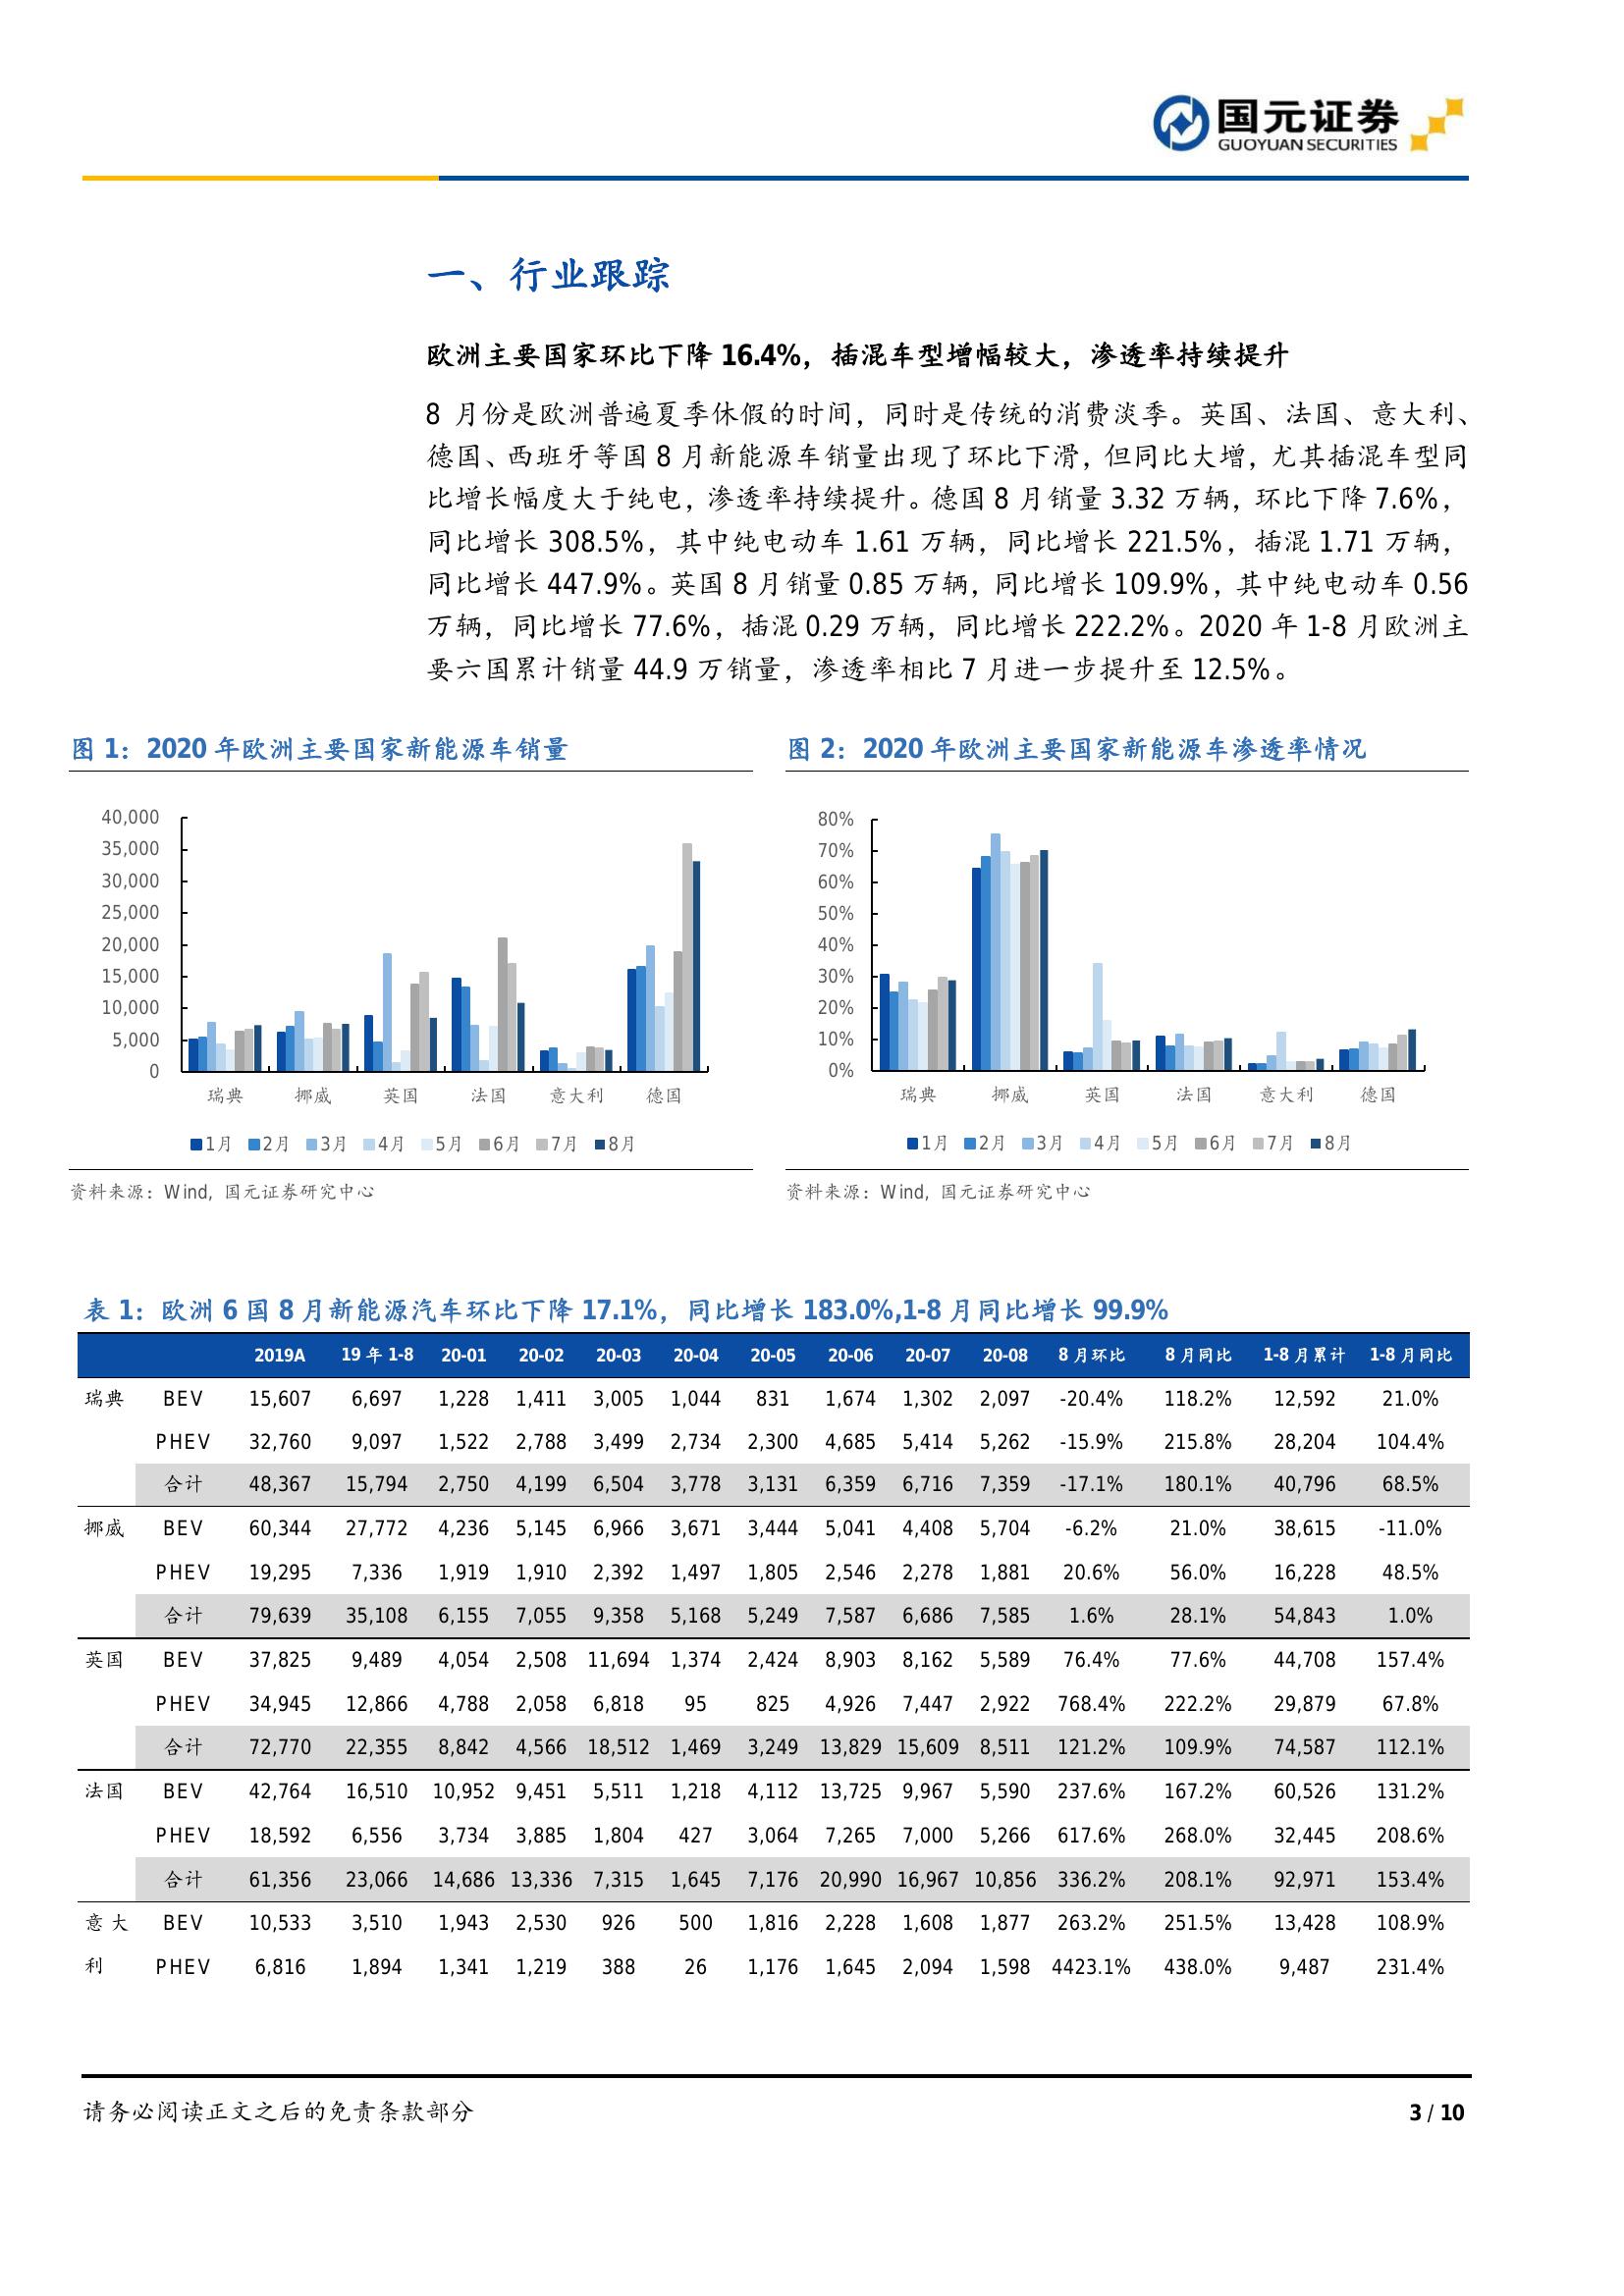 国元证券
GUOYUAN SECURITIES
一、行业跟踪
欧洲主要国家环比下降 16.4%，插混车型增幅较大，渗透率持续提升
8 月份是欧洲普遍夏季休假的时间，同时是传统的消费淡季。英国、法国、意大利、
德国、西班牙等国 8 月新能源车销量出现了环比下滑，但同比大增，尤其插混车型同
比增长幅度大于纯电，渗透率持续提升。德国 8 月销量 3.32 万辆，环比下降 7.6%，
同比增长 308.5%，其中纯电动车 1.61 万辆，同比增长 221.5%，插混 1.71 万辆，
同比增长 447.9%。英国 8 月销量 0.85 万辆，同比增长 109.9%，其中纯电动车 0.56
万辆，同比增长 77.6%，插混 0.29 万辆，同比增长 222.2%。2020 年 1-8 月欧洲主
要六国累计销量 44.9 万销量，渗透率相比 7 月进一步提升至 12.5%。
图 1：2020 年欧洲主要国家新能源车销量
40,000
35,000
30,000
25,000
20,000
15,000
10,000
5,000
0
瑞典 挪威 英国 法国 意大利 德国
1月 2月 3月 4月 5月 6月 7月 8月
资料来源：Wind, 国元证券研究中心
图 2：2020 年欧洲主要国家新能源车渗透率情况
80%
70%
60%
50%
40%
30%
20%
10%
0%
瑞典 挪威 英国 法国 意大利 德国
1月 2月 3月 4月 5月 6月 7月 8月
资料来源：Wind, 国元证券研究中心
表 1：欧洲 6 国 8 月新能源汽车环比下降 17.1%，同比增长 183.0%,1-8 月同比增长 99.9%
2019A 19 年 1-8 20-01 20-02 20-03 20-04 20-05 20-06 20-07 20-08 8 月环比 8 月同比 1-8 月累计 1-8 月同比
瑞典 BEV 15,607 6,697 1,228 1,411 3,005 1,044 831 1,674 1,302 2,097 -20.4% 118.2% 12,592 21.0%
PHEV 32,760 9,097 1,522 2,788 3,499 2,734 2,300 4,685 5,414 5,262 -15.9% 215.8% 28,204 104.4%
合计 48,367 15,794 2,750 4,199 6,504 3,778 3,131 6,359 6,716 7,359 -17.1% 180.1% 40,796 68.5%
挪威 BEV 60,344 27,772 4,236 5,145 6,966 3,671 3,444 5,041 4,408 5,704 -6.2% 21.0% 38,615 -11.0%
PHEV 19,295 7,336 1,919 1,910 2,392 1,497 1,805 2,546 2,278 1,881 20.6% 56.0% 16,228 48.5%
合计 79,639 35,108 6,155 7,055 9,358 5,168 5,249 7,587 6,686 7,585 1.6% 28.1% 54,843 1.0%
英国 BEV 37,825 9,489 4,054 2,508 11,694 1,374 2,424 8,903 8,162 5,589 76.4% 77.6% 44,708 157.4%
PHEV 34,945 12,866 4,788 2,058 6,818 95 825 4,926 7,447 2,922 768.4% 222.2% 29,879 67.8%
合计 72,770 22,355 8,842 4,566 18,512 1,469 3,249 13,829 15,609 8,511 121.2% 109.9% 74,587 112.1%
法国 BEV 42,764 16,510 10,952 9,451 5,511 1,218 4,112 13,725 9,967 5,590 237.6% 167.2% 60,526 131.2%
PHEV 18,592 6,556 3,734 3,885 1,804 427 3,064 7,265 7,000 5,266 617.6% 268.0% 32,445 208.6%
合计 61,356 23,066 14,686 13,336 7,315 1,645 7,176 20,990 16,967 10,856 336.2% 208.1% 92,971 153.4%
意大 BEV 10,533 3,510 1,943 2,530 926 500 1,816 2,228 1,608 1,877 263.2% 251.5% 13,428 108.9%
利 PHEV 6,816 1,894 1,341 1,219 388 26 1,176 1,645 2,094 1,598 4423.1% 438.0% 9,487 231.4%
请务必阅读正文之后的免责条款部分
3 / 10